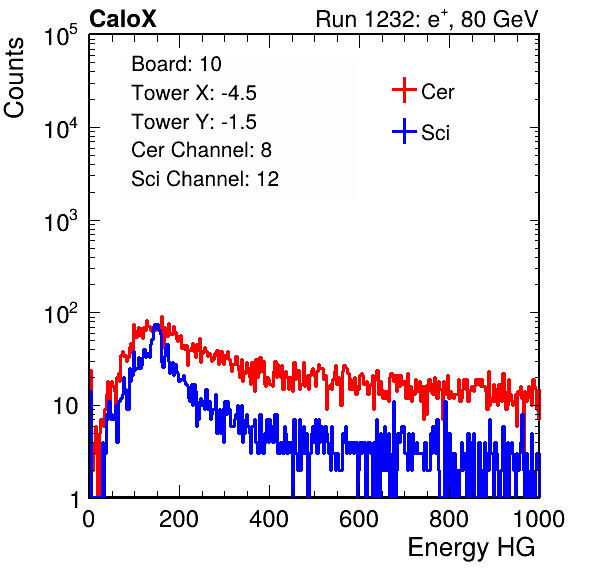 CaloX Run 1232: e⁺, 80 GeV
Counts
Board: 10
Tower X: -4.5
Tower Y: -1.5
Cer Channel: 8
Sci Channel: 12
Cer
Sci
10⁵
10⁴
10³
10²
10
1
0 200 400 600 800 1000
Energy HG